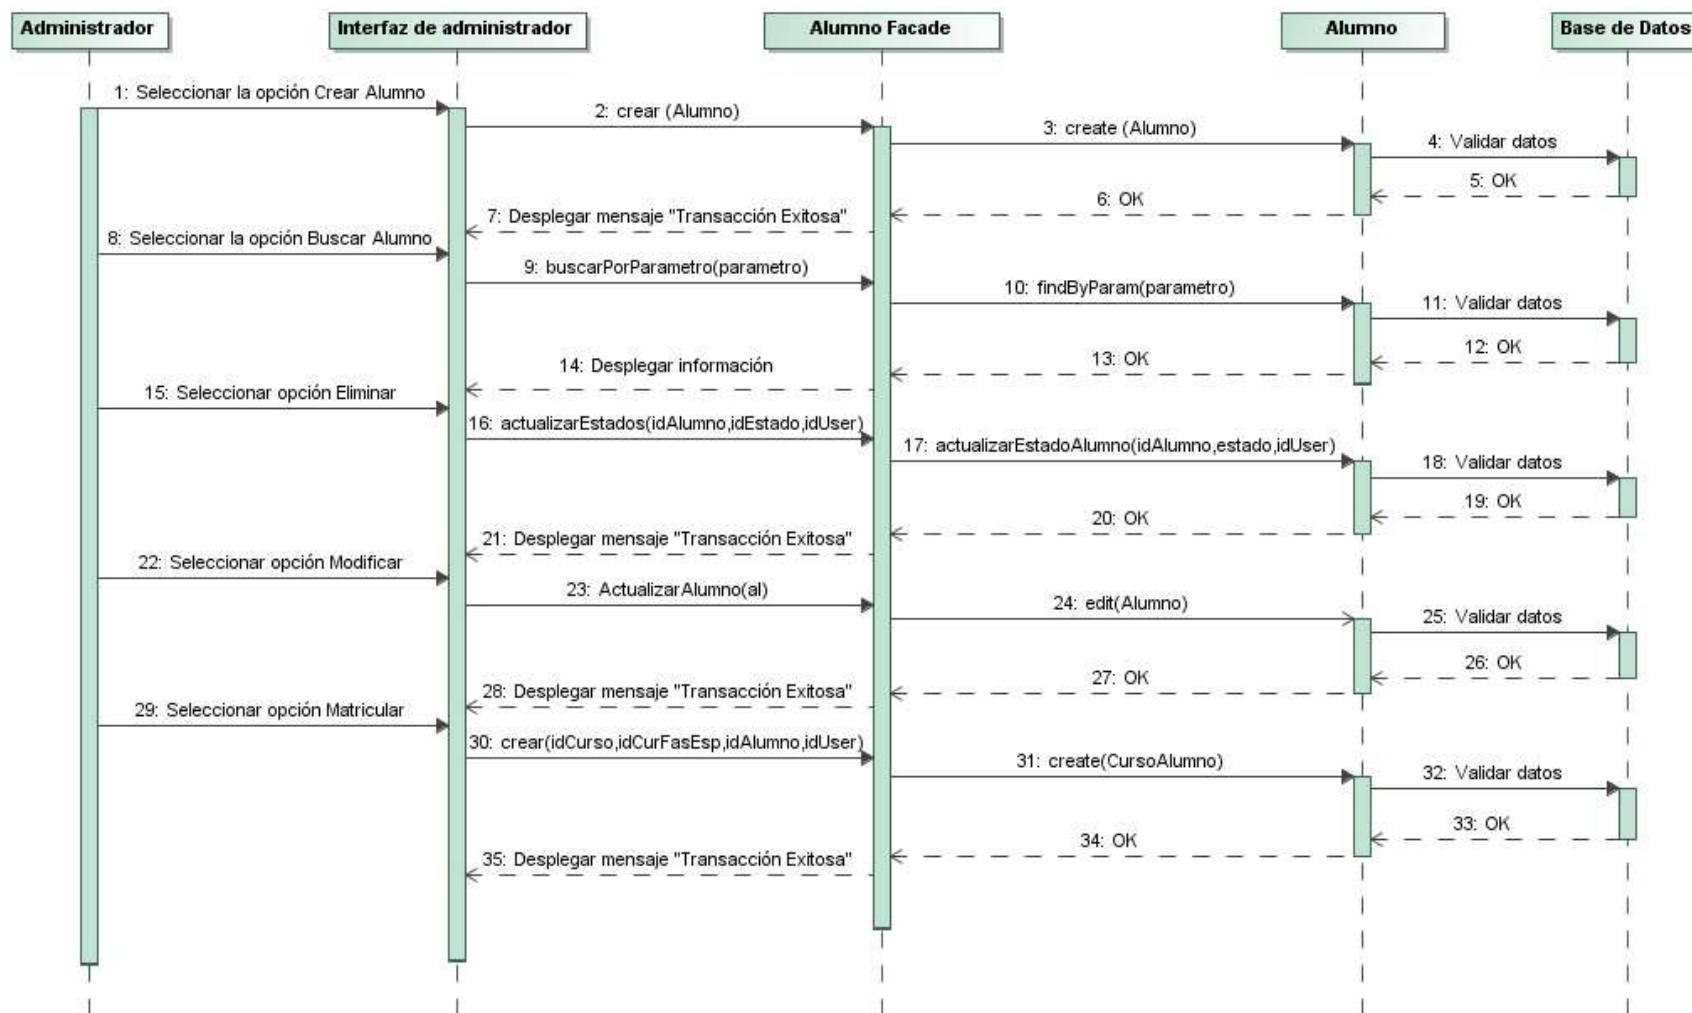 Administrador
Interfaz de administrador
Alumno Facade
Alumno
Base de Datos
1: Seleccionar la opción Crear Alumno
2: crear (Alumno)
3: create (Alumno)
4: Validar datos
5: OK
6: OK
7: Desplegar mensaje "Transacción Exitosa"
8: Seleccionar la opción Buscar Alumno
9: buscarPorParametro(parametro)
10: findByParam(parametro)
11: Validar datos
12: OK
13: OK
14: Desplegar información
15: Seleccionar opción Eliminar
16: actualizarEstados(idAlumno,idEstado,idUser)
17: actualizarEstadoAlumno(idAlumno,estado,idUser)
18: Validar datos
19: OK
20: OK
21: Desplegar mensaje "Transacción Exitosa"
22: Seleccionar opción Modificar
23: ActualizarAlumno(al)
24: edit(Alumno)
25: Validar datos
26: OK
27: OK
28: Desplegar mensaje "Transacción Exitosa"
29: Seleccionar opción Matricular
30: crear(idCurso,idCurFasEsp,idAlumno,idUser)
31: create(CursoAlumno)
32: Validar datos
33: OK
34: OK
35: Desplegar mensaje "Transacción Exitosa"